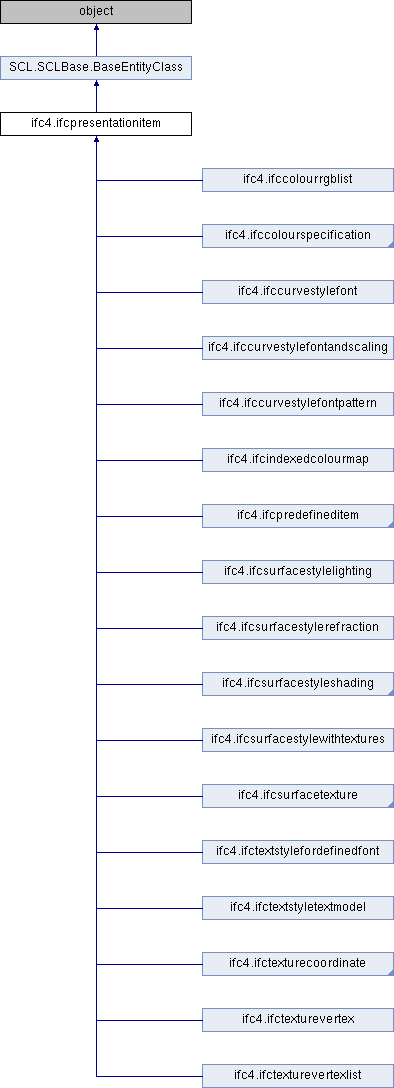 object
SCL.SCLBase.BaseEntityClass
ifc4.ifcpresentationitem
ifc4.ifccolourrgblist
ifc4.ifccolourspecification
ifc4.ifccurvestylefont
ifc4.ifccurvestylefontandscaling
ifc4.ifccurvestylefontpattern
ifc4.ifcindexedcolourmap
ifc4.ifcpredefineditem
ifc4.ifcsurfacestylelighting
ifc4.ifcsurfacestylerefraction
ifc4.ifcsurfacestyleshading
ifc4.ifcsurfacestylewithtextures
ifc4.ifcsurfacetexture
ifc4.ifctextstylefordefinedfont
ifc4.ifctextstyletextmodel
ifc4.ifctexturecoordinate
ifc4.ifctexturevertex
ifc4.ifctexturevertexlist